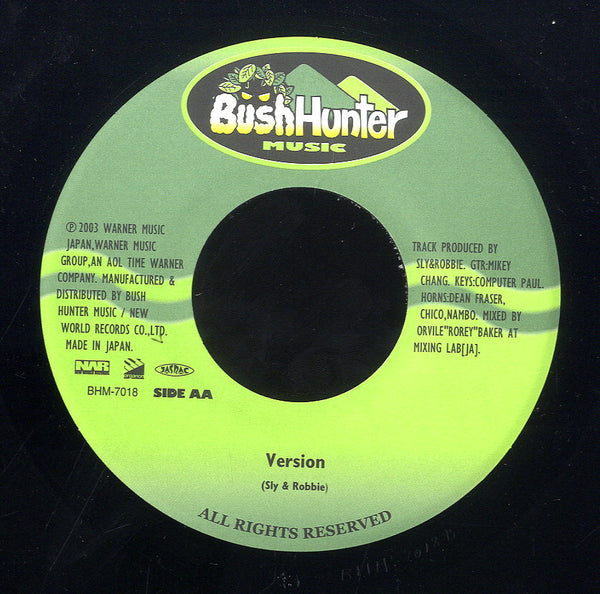 BushHunter
MUSIC
℗ 2003 WARNER MUSIC
JAPAN,WARNER MUSIC
GROUP,AN AOL TIME WARNER
COMPANY. MANUFACTURED &
DISTRIBUTED BY BUSH
HUNTER MUSIC / NEW
WORLD RECORDS CO.,LTD.
MADE IN JAPAN.
NAR
JASRAC
BHM-7018 SIDE AA
TRACK PRODUCED BY
SLY&ROBBIE. GTR:MIKEY
CHANG. KEYS:COMPUTER PAUL.
HORNS:DEAN FRASER,
CHICO,NAMBO. MIXED BY
ORVILE"ROREY"BAKER AT
MIXING LAB[JA].
Version
(Sly & Robbie)
ALL RIGHTS RESERVED